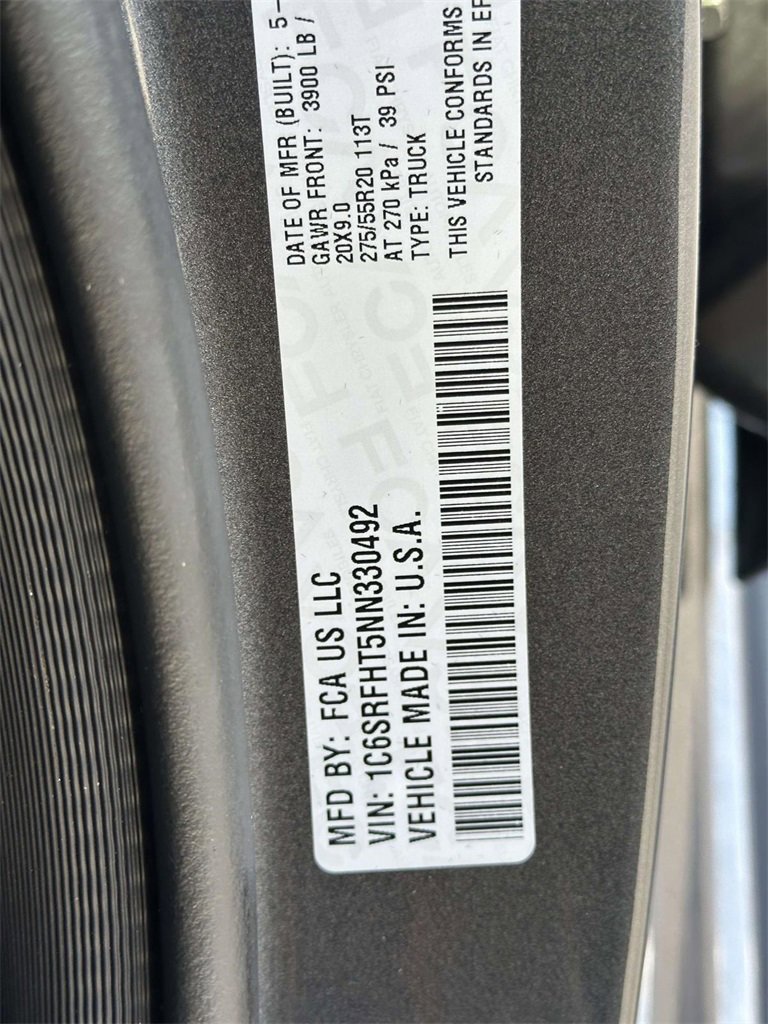 MFD BY: FCA US LLC
VIN: 1C6SRFHT5NN330492
VEHICLE MADE IN: U.S.A.
DATE OF MFR (BUILT): 5-
GAWR FRONT: 3900 LB /
20X9.0
275/55R20 113T
AT 270 kPa / 39 PSI
TYPE: TRUCK
THIS VEHICLE CONFORMS
STANDARDS IN